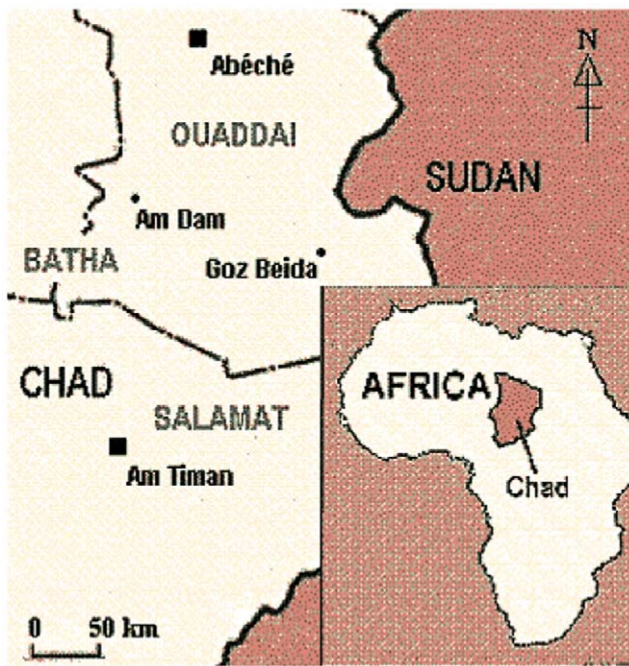 N
Abéché
OUADDAI
SUDAN
Am Dam
BATHA
Goz Beida
CHAD
AFRICA
SALAMAT
Am Timan
Chad
0 50 km